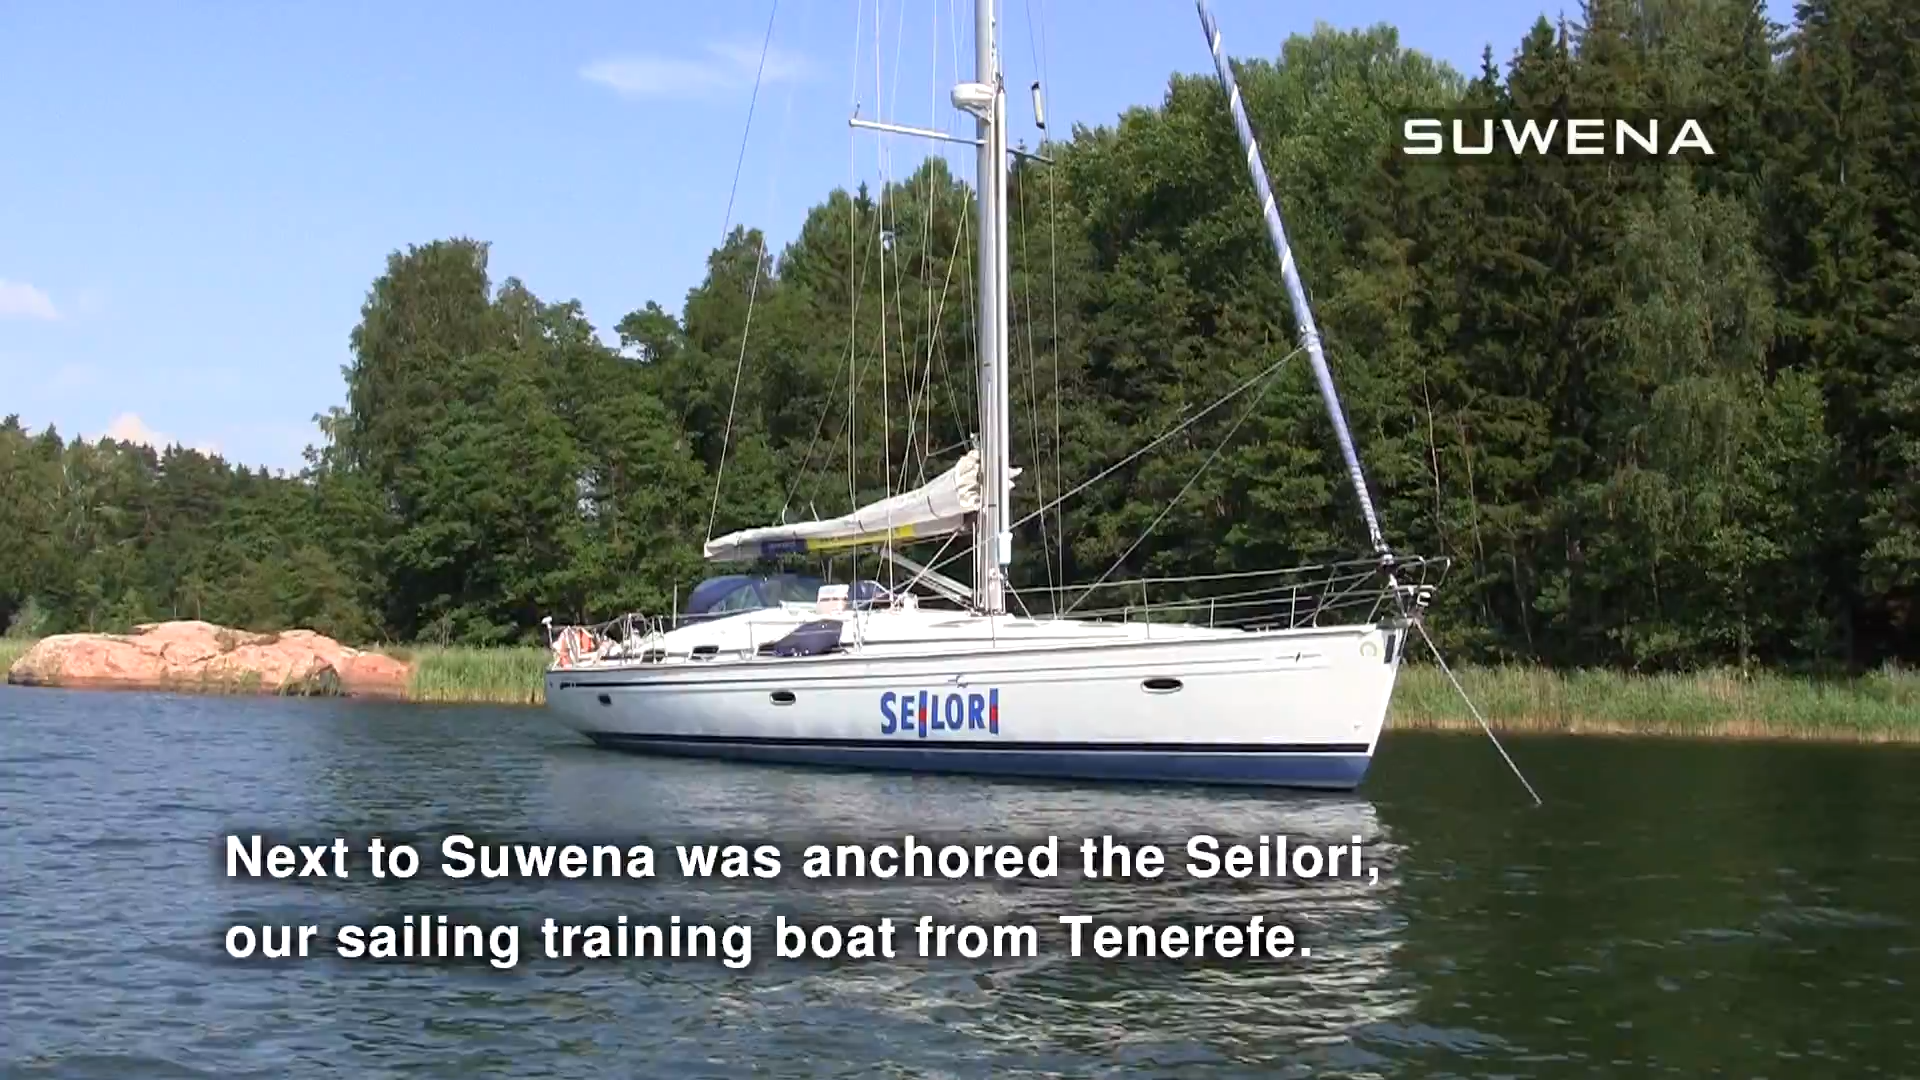 SUWENA
SEILORI
Next to Suwena was anchored the Seilori,
our sailing training boat from Tenerefe.